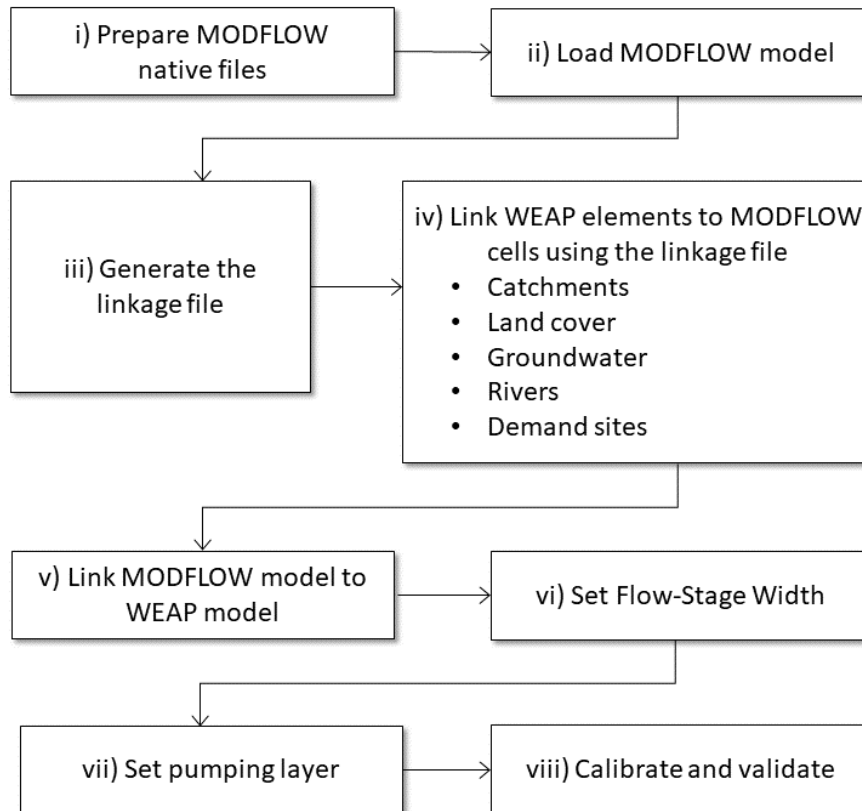 i) Prepare MODFLOW
native files
ii) Load MODFLOW model
iii) Generate the
linkage file
iv) Link WEAP elements to MODFLOW
cells using the linkage file
• Catchments
• Land cover
• Groundwater
• Rivers
• Demand sites
v) Link MODFLOW model to
WEAP model
vi) Set Flow-Stage Width
vii) Set pumping layer
viii) Calibrate and validate